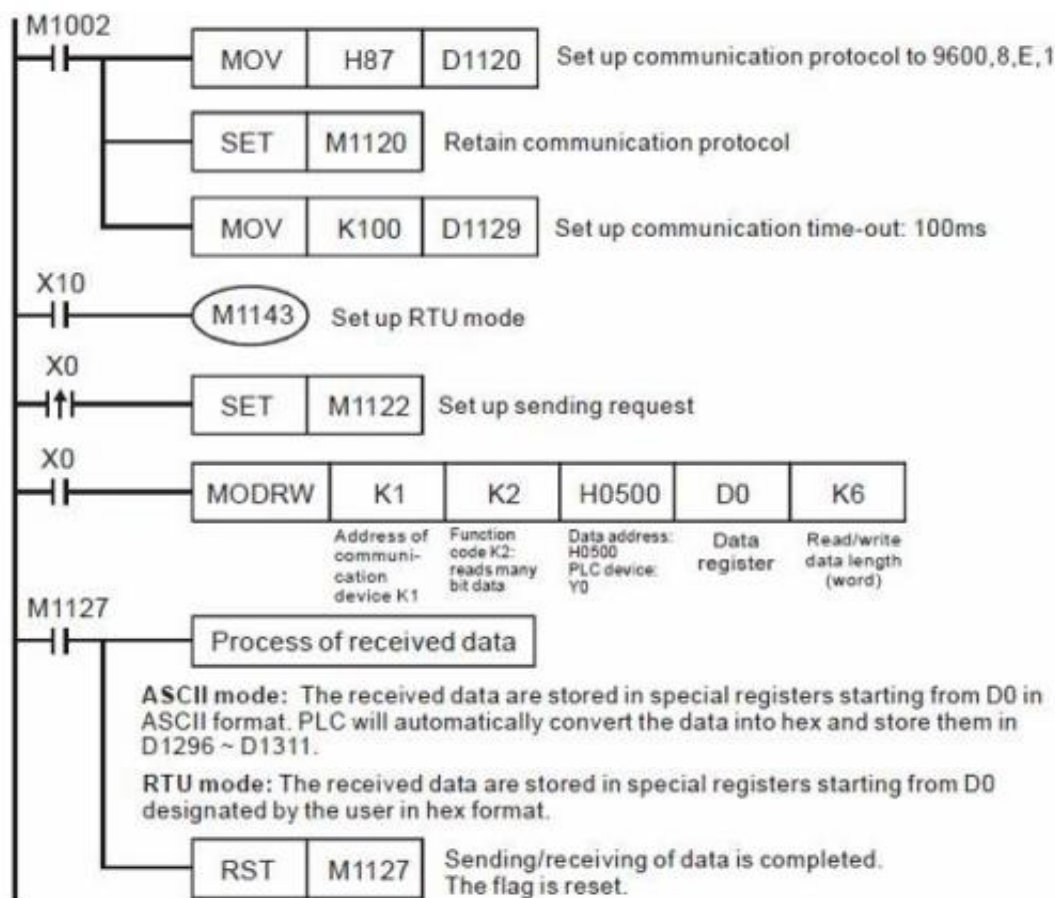 M1002
MOV H87 D1120 Set up communication protocol to 9600,8,E,1
SET M1120 Retain communication protocol
MOV K100 D1129 Set up communication time-out: 100ms
X10
M1143 Set up RTU mode
X0
SET M1122 Set up sending request
X0
MODRW K1 K2 H0500 D0 K6
Address of
communi-
cation
device K1
Function
code K2:
reads many
bit data
Data address:
H0500
PLC device:
Y0
Data
register
Read/write
data length
(word)
M1127
Process of received data
ASCII mode: The received data are stored in special registers starting from D0 in
ASCII format. PLC will automatically convert the data into hex and store them in
D1296 ~ D1311.
RTU mode: The received data are stored in special registers starting from D0
designated by the user in hex format.
RST M1127 Sending/receiving of data is completed.
The flag is reset.